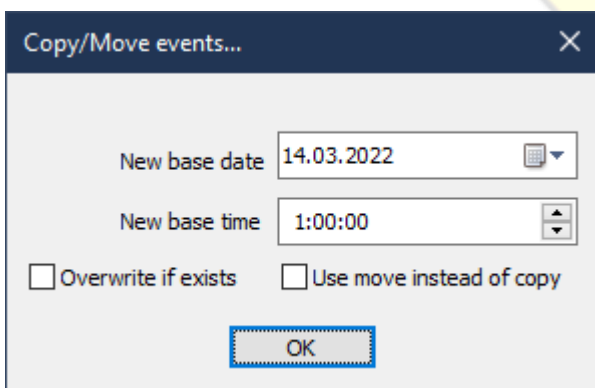 Copy/Move events...
New base date 14.03.2022
New base time 1:00:00
Overwrite if exists Use move instead of copy
OK